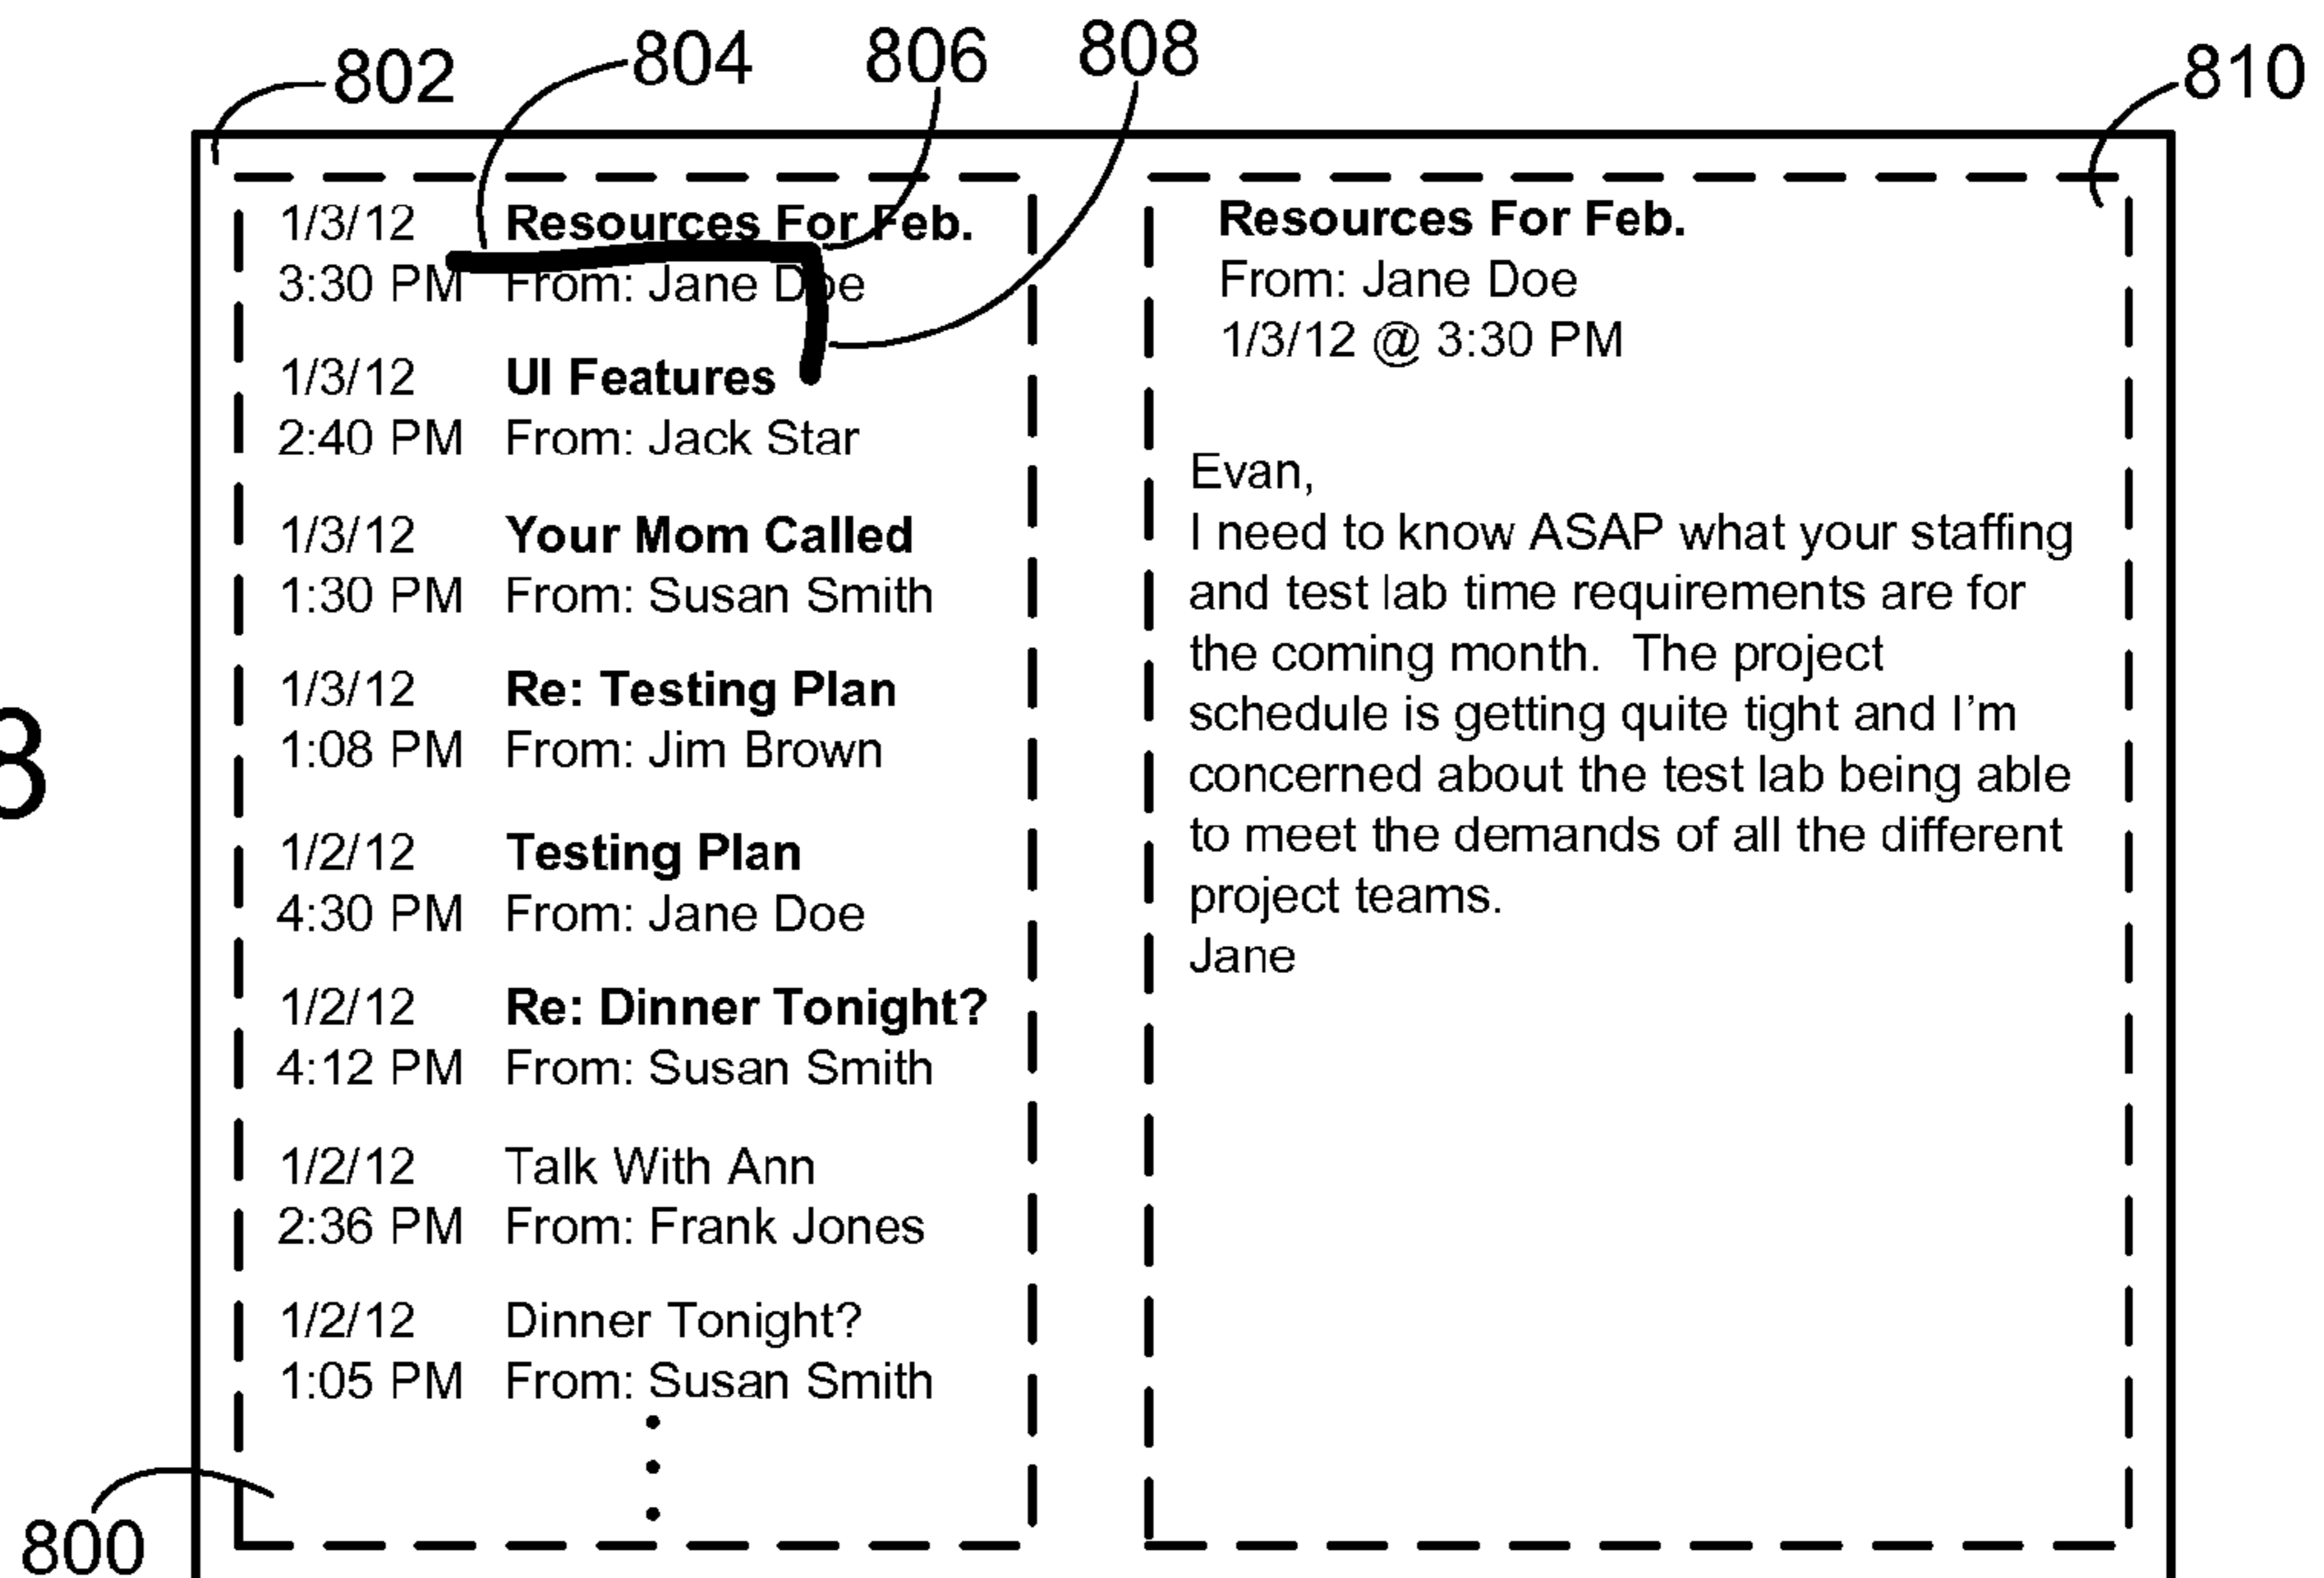 802 804 806 808 810
1/3/12 Resources For Feb.
3:30 PM From: Jane Doe
1/3/12 UI Features
2:40 PM From: Jack Star
1/3/12 Your Mom Called
1:30 PM From: Susan Smith
1/3/12 Re: Testing Plan
1:08 PM From: Jim Brown
1/2/12 Testing Plan
4:30 PM From: Jane Doe
1/2/12 Re: Dinner Tonight?
4:12 PM From: Susan Smith
1/2/12 Talk With Ann
2:36 PM From: Frank Jones
1/2/12 Dinner Tonight?
1:05 PM From: Susan Smith
Resources For Feb.
From: Jane Doe
1/3/12 @ 3:30 PM
Evan,
I need to know ASAP what your staffing
and test lab time requirements are for
the coming month. The project
schedule is getting quite tight and I'm
concerned about the test lab being able
to meet the demands of all the different
project teams.
Jane
8
800